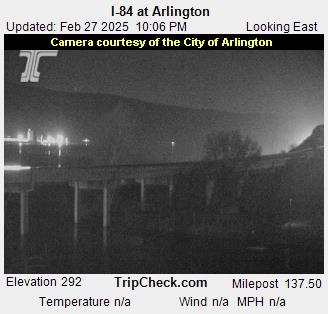 I-84 at Arlington
Updated: Feb 27 2025 10:06 PM Looking East
Camera courtesy of the City of Arlington
Elevation 292 TripCheck.com Milepost 137.50
Temperature n/a Wind n/a MPH n/a